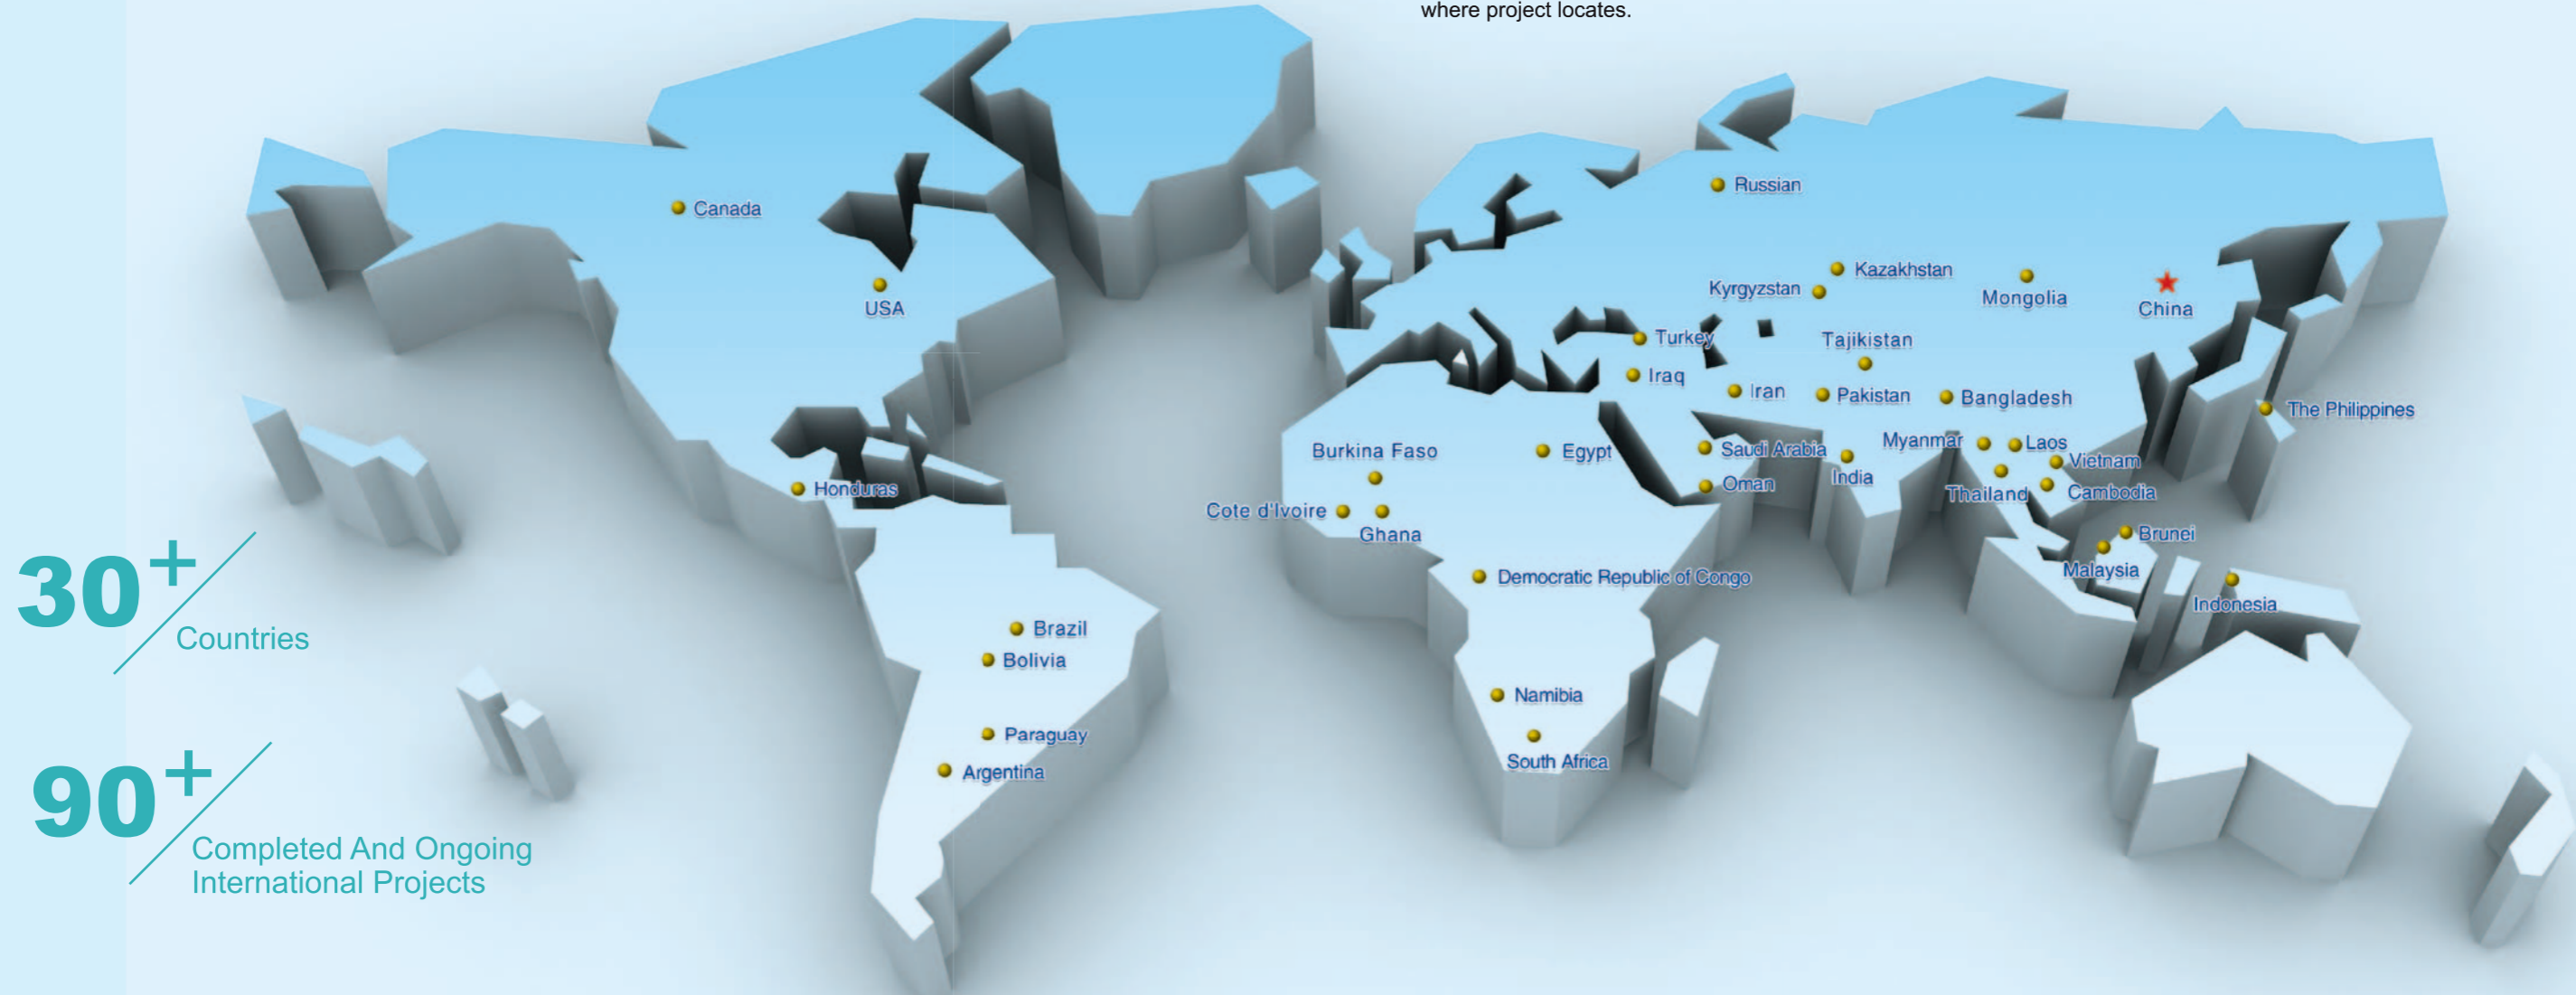 where project locates.
Canada
USA
Honduras
Brazil
Bolivia
Paraguay
Argentina
Russian
Kazakhstan
Kyrgyzstan
Mongolia
China
Turkey
Tajikistan
Iraq
Iran
Pakistan
Bangladesh
The Philippines
Burkina Faso
Egypt
Saudi Arabia
Myanmar
Laos
Vietnam
India
Oman
Thailand
Cambodia
Cote d'Ivoire
Ghana
Brunei
Malaysia
Democratic Republic of Congo
Indonesia
Namibia
South Africa
30+
Countries
90+
Completed And Ongoing
International Projects